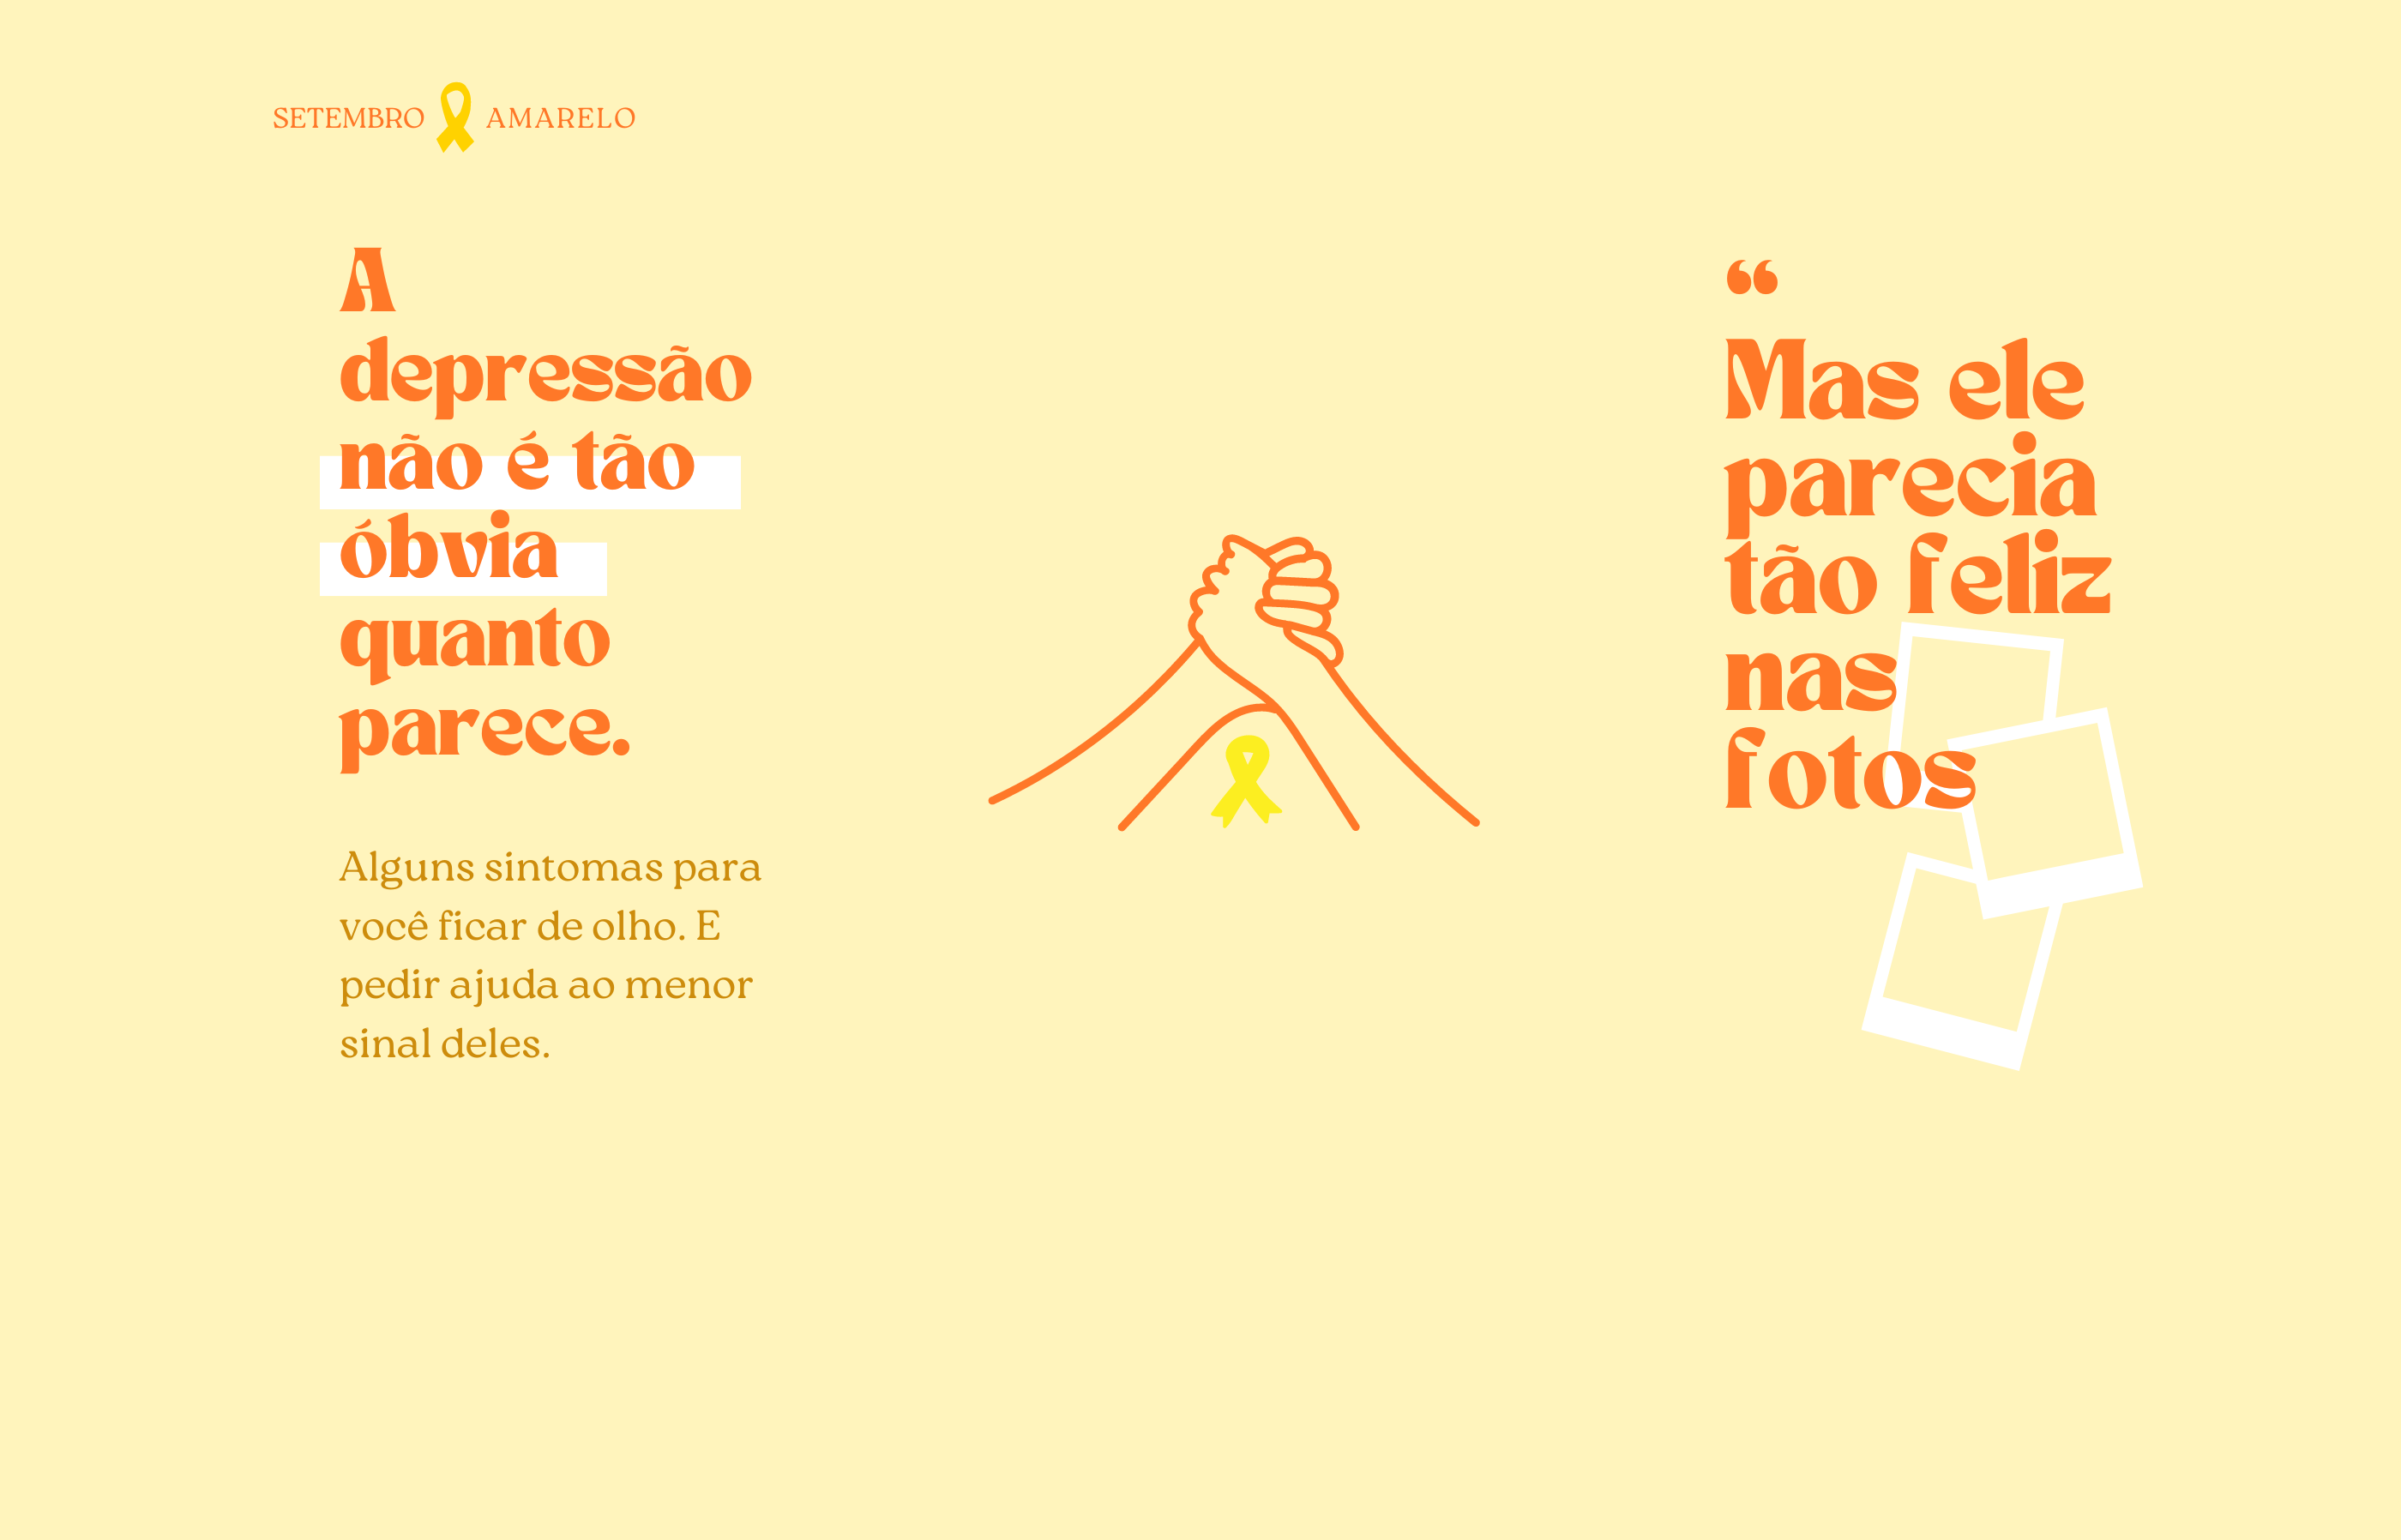 SETEMBRO AMARELO
A
depressão
não é tão
óbvia
quanto
parece.
Alguns sintomas para
você ficar de olho. E
pedir ajuda ao menor
sinal deles.
“
Mas ele
parecia
tão feliz
nas
fotos